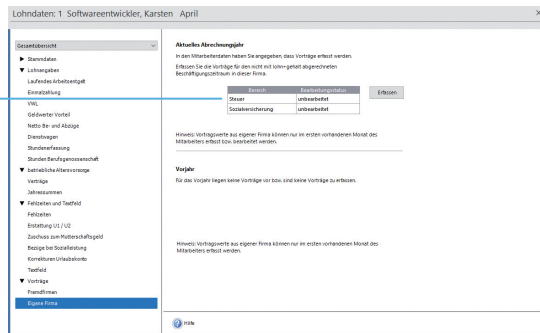 Lohndaten: 1 Softwareentwickler, Karsten April
Gesamtübersicht
Stammdaten
Lohnangaben
Laufendes Arbeitsentgelt
Einmalzahlung
VWL
Geldwerter Vorteil
Netto Be- und Abzüge
Dienstwagen
Stundenerfassung
Stunden Berufsgenossenschaft
betriebliche Altersvorsorge
Verträge
Jahressummen
Fehlzeiten und Textfeld
Fehlzeiten
Erstattung U1 / U2
Zuschuss zum Mutterschaftsgeld
Bezüge bei Sozialleistung
Korrekturen Urlaubskonto
Textfeld
Vorträge
Fremdfirmen
Eigene Firma
Aktuelles Abrechnungsjahr
In den Mitarbeiterdaten haben Sie angegeben, dass Vorträge erfasst werden.
Erfassen Sie die Vorträge für den nicht mit lohn+gehalt abgerechneten
Beschäftigungszeitraum in dieser Firma.
Bereich Bearbeitungsstatus
Steuer unbearbeitet
Sozialversicherung unbearbeitet
Erfassen
Hinweis: Vortragswerte aus eigener Firma können nur im ersten vorhandenen Monat des
Mitarbeiters erfasst bzw. bearbeitet werden.
Vorjahr
Für das Vorjahr liegen keine Vorträge vor bzw. sind keine Vorträge zu erfassen.
Hinweis: Vortragswerte aus eigener Firma können nur im ersten vorhandenen Monat des
Mitarbeiters erfasst werden.
Hilfe